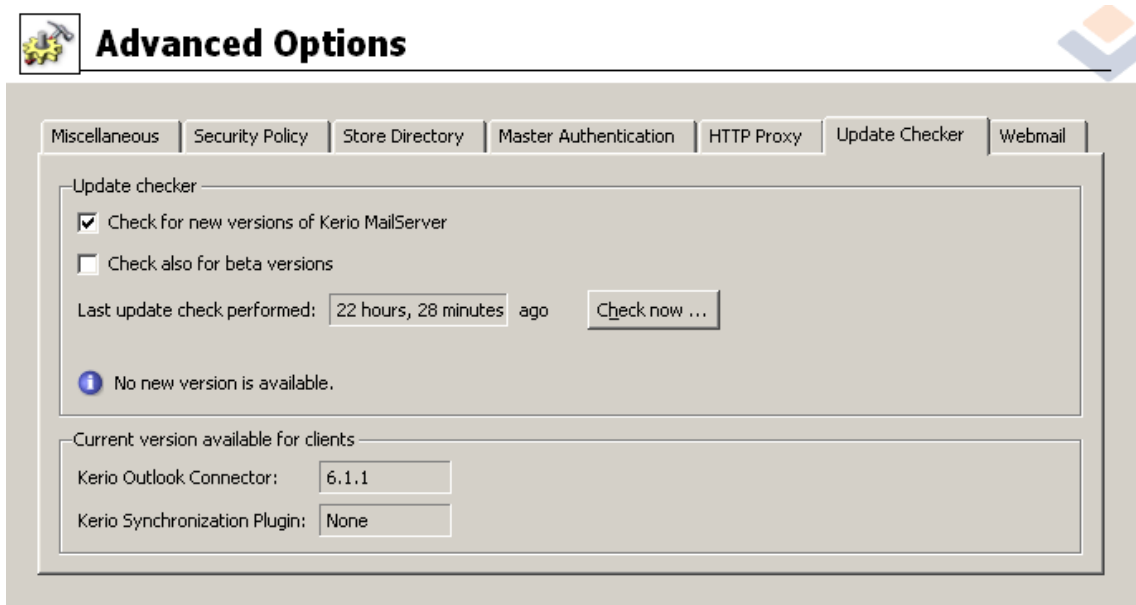 Advanced Options
Miscellaneous Security Policy Store Directory Master Authentication HTTP Proxy Update Checker Webmail
Update checker
Check for new versions of Kerio MailServer
Check also for beta versions
Last update check performed: 22 hours, 28 minutes ago Check now ...
No new version is available.
Current version available for clients
Kerio Outlook Connector: 6.1.1
Kerio Synchronization Plugin: None